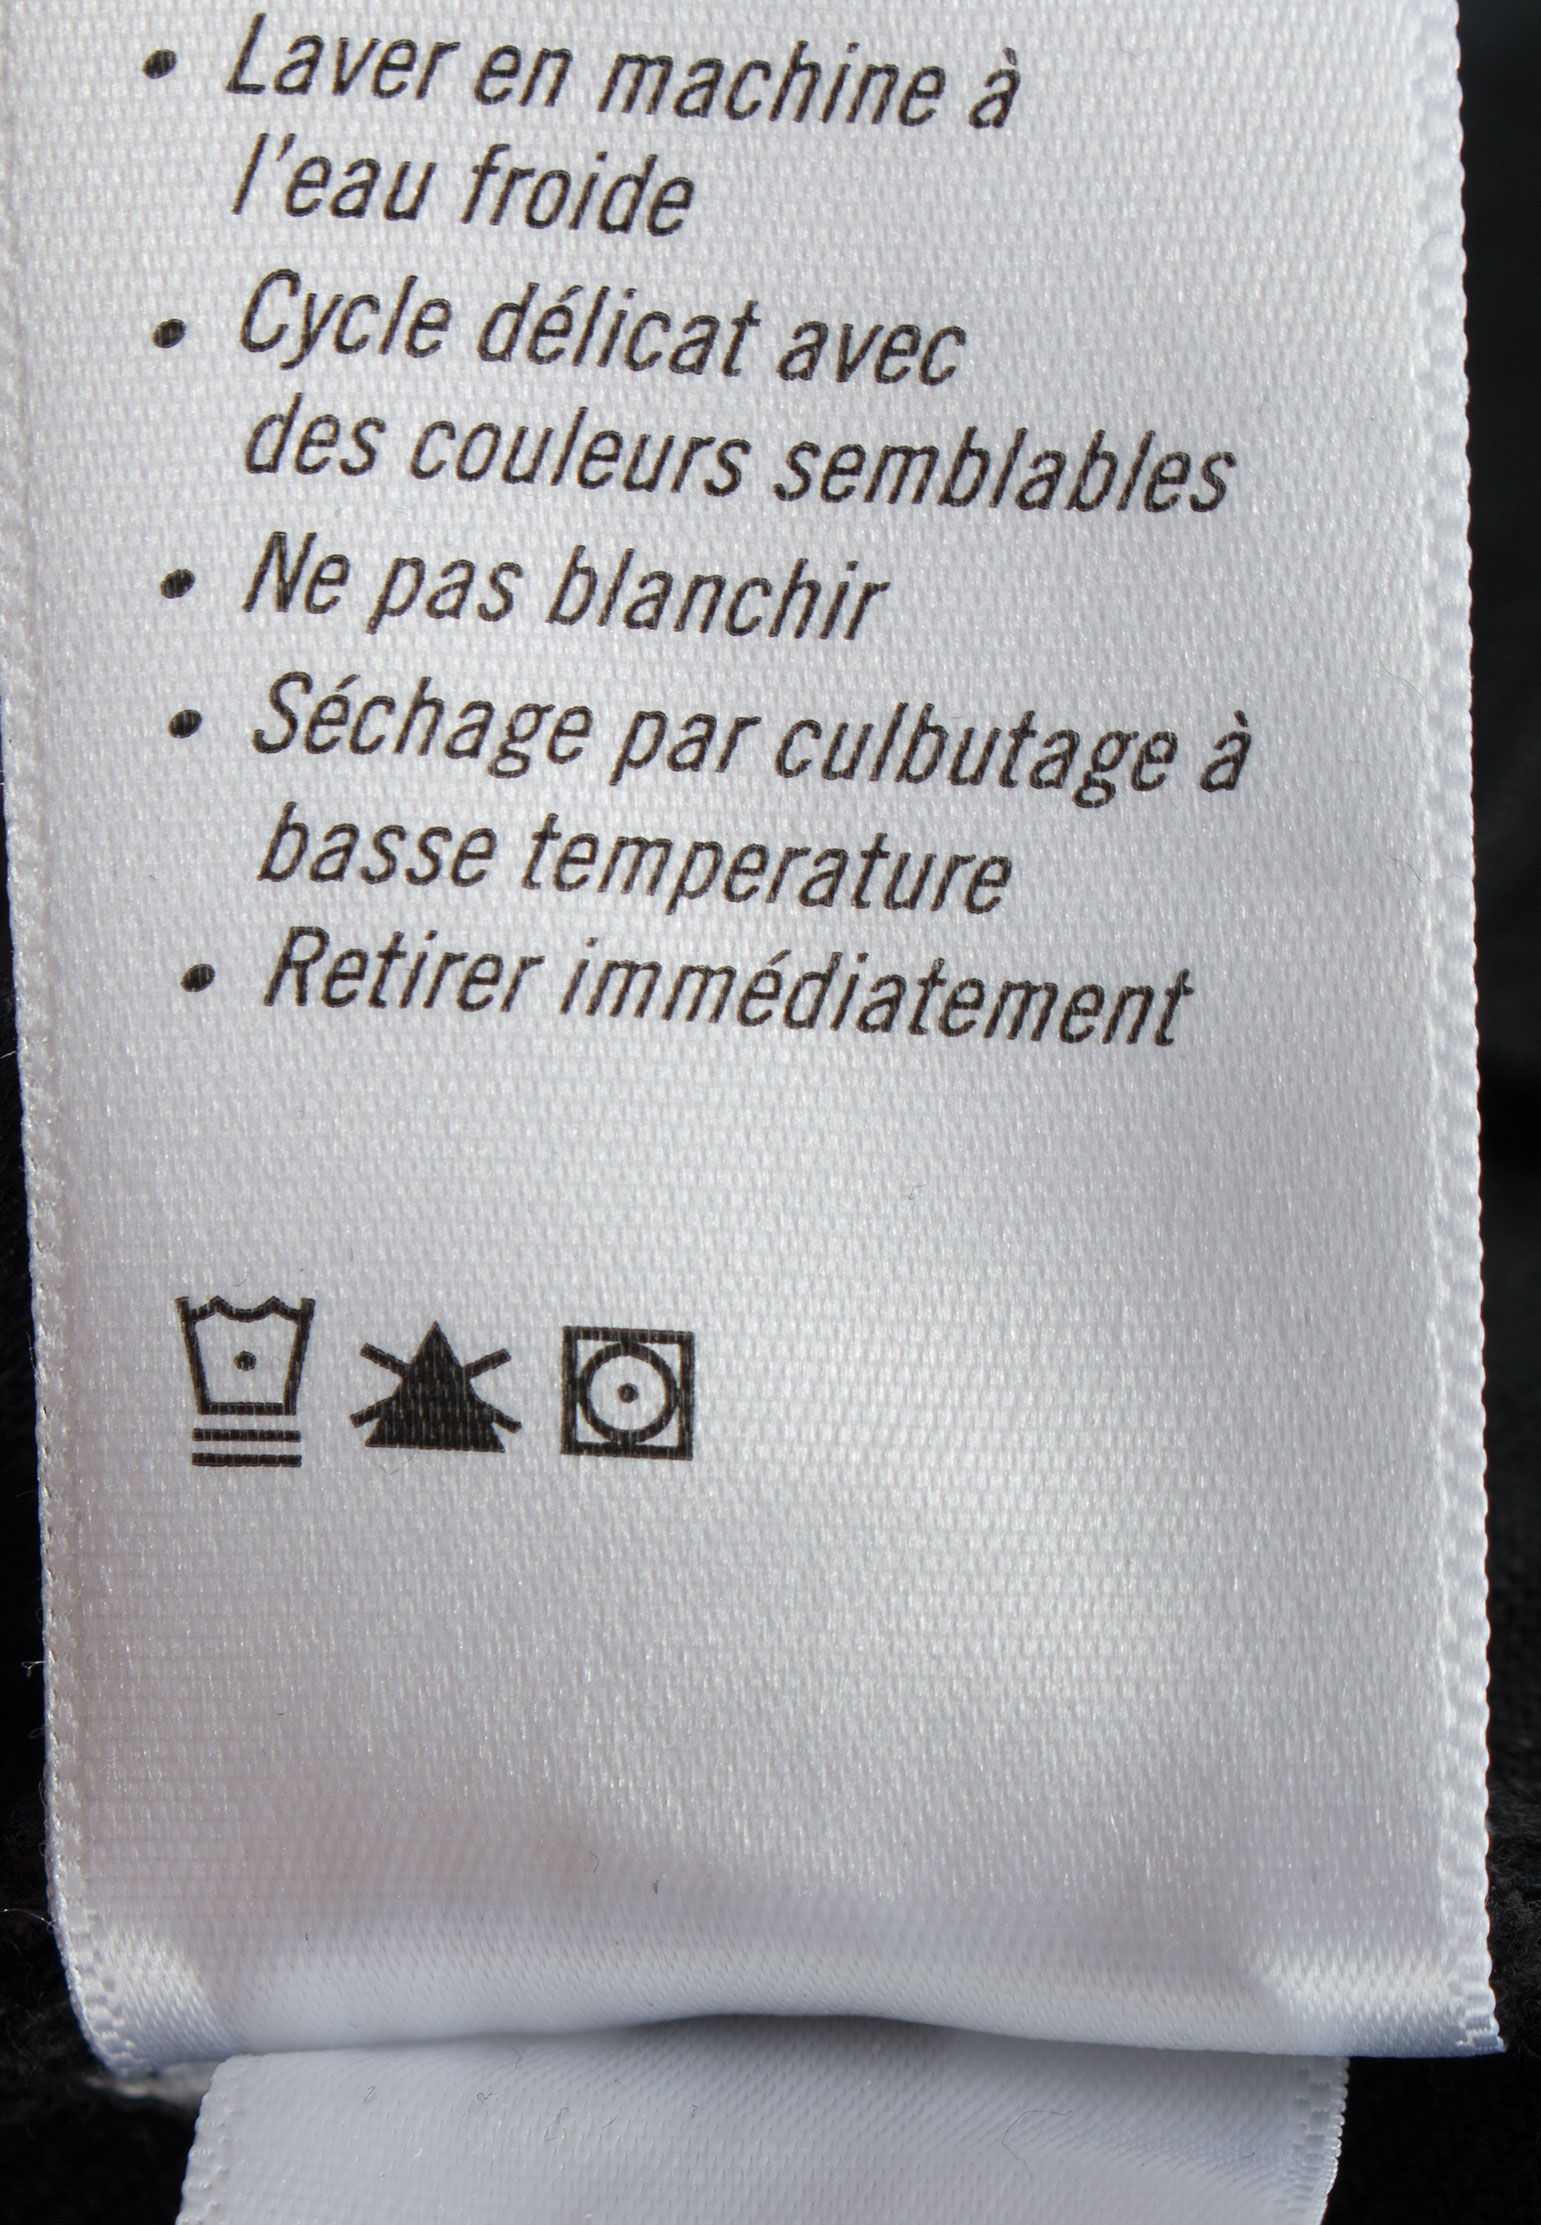 • Laver en machine à
l'eau froide
• Cycle délicat avec
des couleurs semblables
• Ne pas blanchir
• Séchage par culbutage à
basse temperature
• Retirer immédiatement